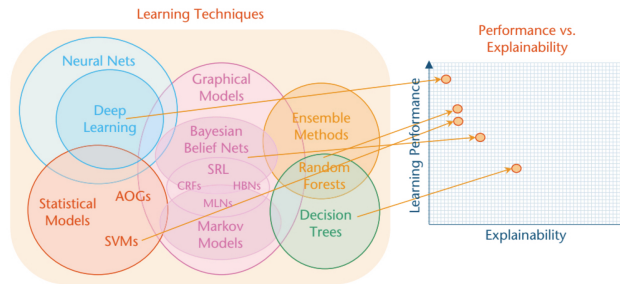 Learning Techniques
Neural Nets
Deep
Learning
Graphical
Models
Bayesian
Belief Nets
SRL
CRFs
HBNs
MLNs
Markov
Models
Ensemble
Methods
Random
Forests
Decision
Trees
Statistical
Models
AOGs
SVMs
Performance vs.
Explainability
Learning Performance
Explainability